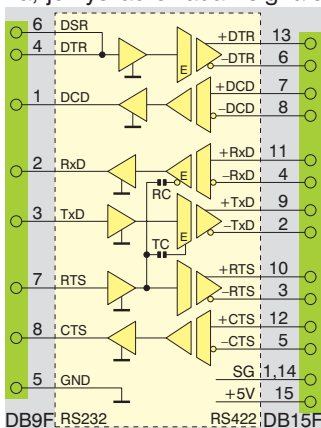 6 DSR +DTR 13
4 DTR −DTR 6
E
1 DCD +DCD 7
−DCD 8
2 RxD +RxD 11
E −RxD 4
RC
3 TxD +TxD 9
E −TxD 2
TC
7 RTS +RTS 10
−RTS 3
8 CTS +CTS 12
−CTS 5
5 GND SG 1,14
+5V 15
DB9F RS232 RS422 DB15F